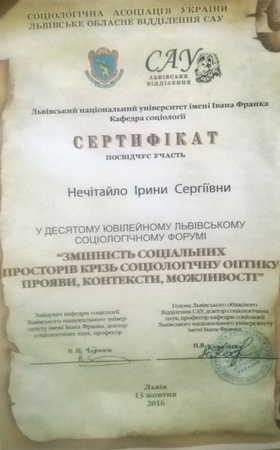 СОЦІОЛОГІЧНА АСОЦІАЦІЯ УКРАЇНИ
ЛЬВІВСЬКЕ ОБЛАСНЕ ВІДДІЛЕННЯ САУ
САУ
ЛЬВІВСЬКЕ
ВІДДІЛЕННЯ
Львівський національний університет імені Івана Франка
Кафедра соціології
СЕРТИФІКАТ
ПОСВІДЧУЄ УЧАСТЬ
Нечітайло Ірини Сергіївни
У ДЕСЯТОМУ ЮВІЛЕЙНОМУ ЛЬВІВСЬКОМУ
СОЦІОЛОГІЧНОМУ ФОРУМІ
"ЗМІННІСТЬ СОЦІАЛЬНИХ
ПРОСТОРІВ КРІЗЬ СОЦІОЛОГІЧНУ ОПТИКУ
ПРОЯВИ, КОНТЕКСТИ, МОЖЛИВОСТІ"
Завідувач кафедри соціології
Львівського національного універ-
ситету імені Івана Франка, доктор
соціологічних наук, професор
Голова Львівського обласного
Відділення САУ, доктор соціологічних
наук, професор кафедри соціології
Львівського національного універси-
тету імені Івана Франка
Н.Й. Черниш
Н.В.
Львів
13 жовтня
2016